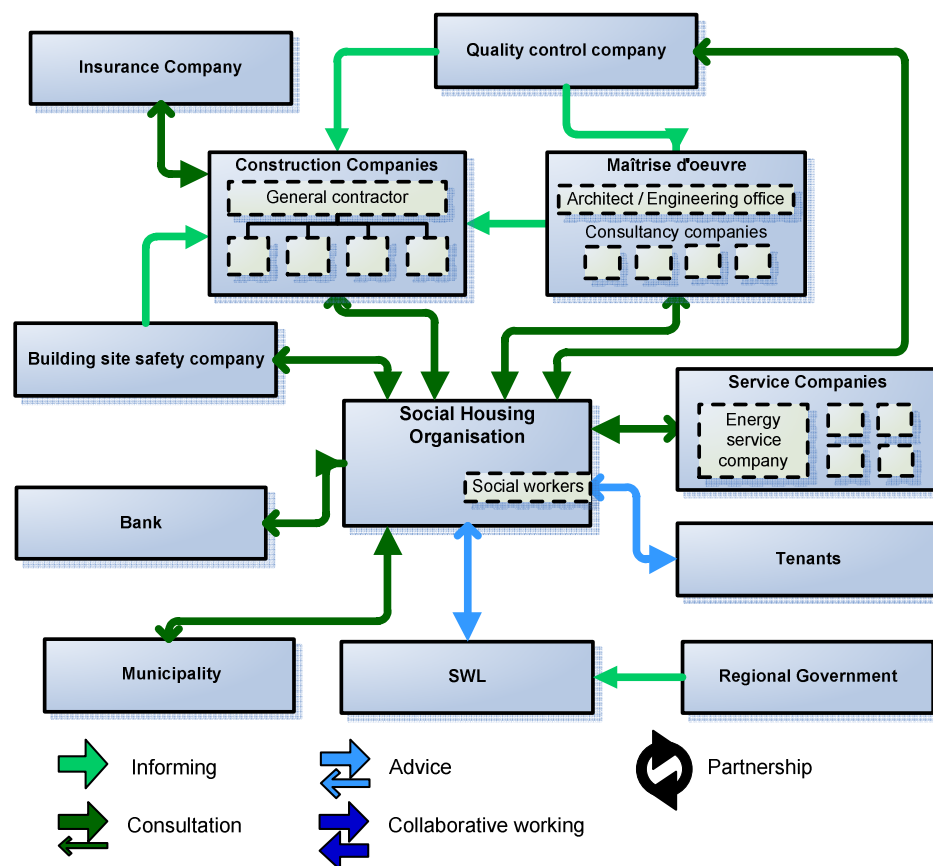 Quality control company
Insurance Company
Construction Companies
General contractor
Maîtrise d'oeuvre
Architect / Engineering office
Consultancy companies
Building site safety company
Service Companies
Energy
service
company
Social Housing
Organisation
Social workers
Bank
Tenants
Municipality
SWL
Regional Government
Informing
Advice
Partnership
Consultation
Collaborative working